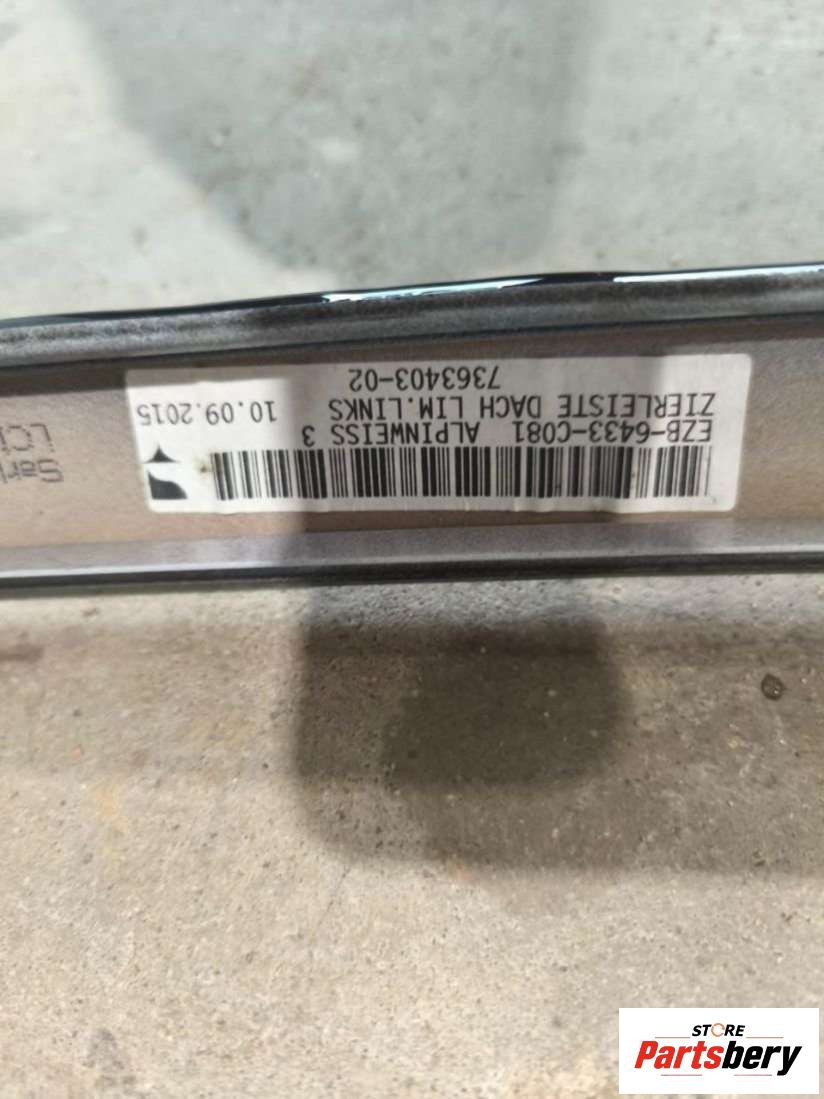 EZB-6433-C081 ALPINWEISS 3
ZIERLEISTE DACH LIM.LINKS 10.09.2015
7363403-02
STORE
Partsbery